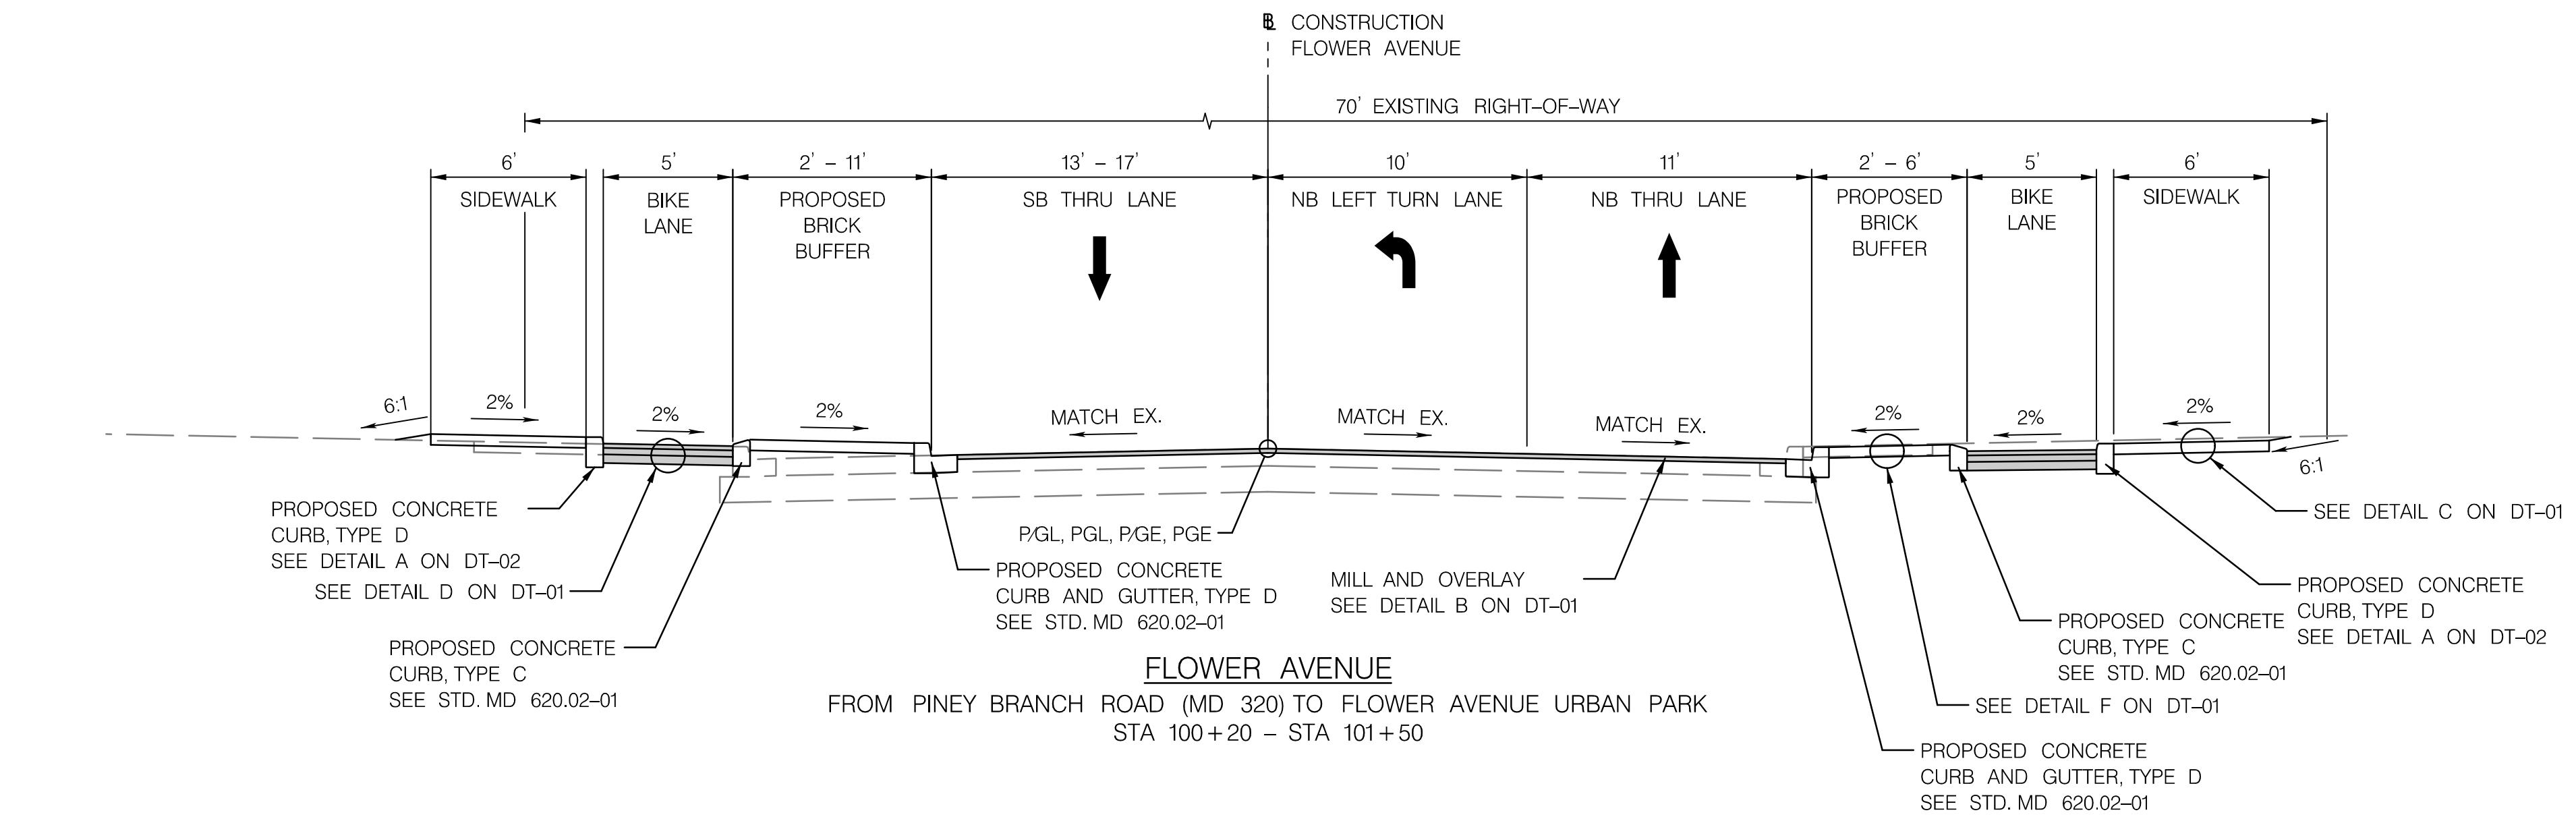 ℄ CONSTRUCTION
FLOWER AVENUE
70' EXISTING RIGHT-OF-WAY
6'
5'
2' - 11'
13' - 17'
10'
11'
2' - 6'
5'
6'
SIDEWALK
BIKE
LANE
PROPOSED
BRICK
BUFFER
SB THRU LANE
NB LEFT TURN LANE
NB THRU LANE
PROPOSED
BRICK
BUFFER
BIKE
LANE
SIDEWALK
6:1
2%
2%
2%
MATCH EX.
MATCH EX.
MATCH EX.
2%
2%
2%
6:1
PROPOSED CONCRETE
CURB, TYPE D
SEE DETAIL A ON DT-02
SEE DETAIL D ON DT-01
PROPOSED CONCRETE
CURB, TYPE C
SEE STD. MD 620.02-01
P/GL, PGL, P/GE, PGE
PROPOSED CONCRETE
CURB AND GUTTER, TYPE D
SEE STD. MD 620.02-01
MILL AND OVERLAY
SEE DETAIL B ON DT-01
SEE DETAIL C ON DT-01
PROPOSED CONCRETE
CURB, TYPE D
SEE DETAIL A ON DT-02
PROPOSED CONCRETE
CURB, TYPE C
SEE STD. MD 620.02-01
SEE DETAIL F ON DT-01
PROPOSED CONCRETE
CURB AND GUTTER, TYPE D
SEE STD. MD 620.02-01
FLOWER AVENUE
FROM PINEY BRANCH ROAD (MD 320) TO FLOWER AVENUE URBAN PARK
STA 100+20 - STA 101+50